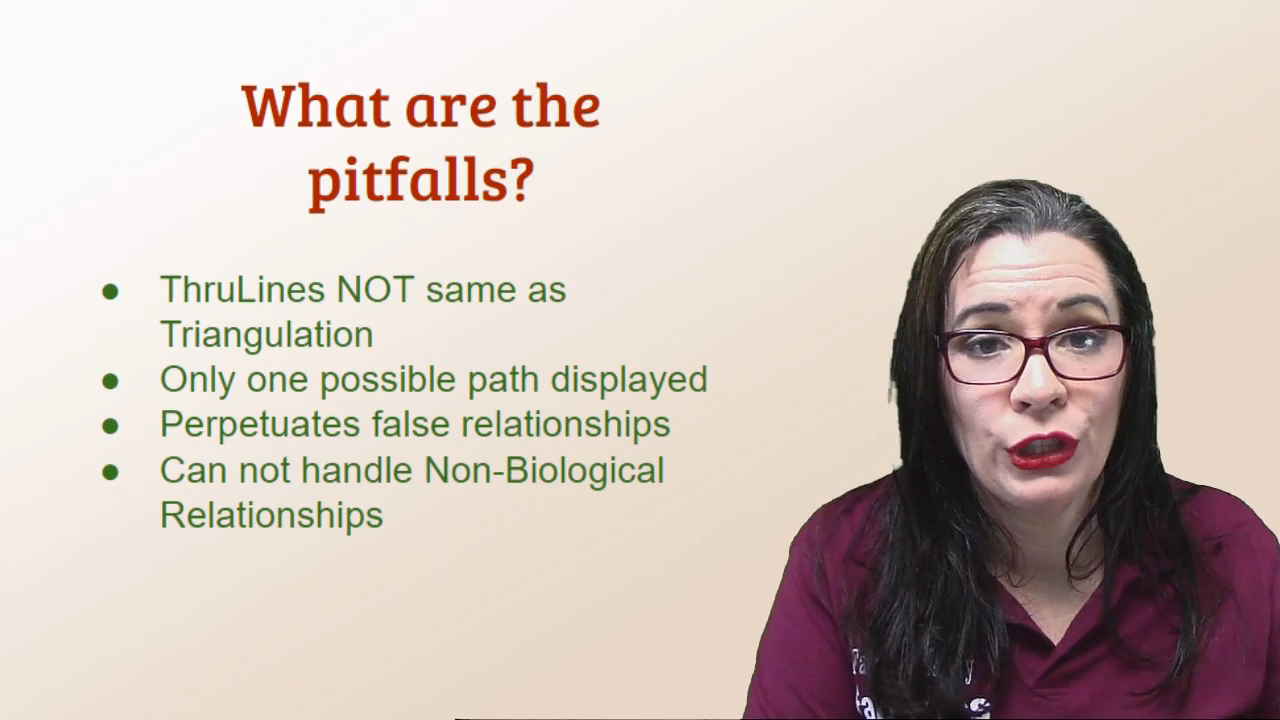 What are the
pitfalls?
● ThruLines NOT same as
Triangulation
● Only one possible path displayed
● Perpetuates false relationships
● Can not handle Non-Biological
Relationships